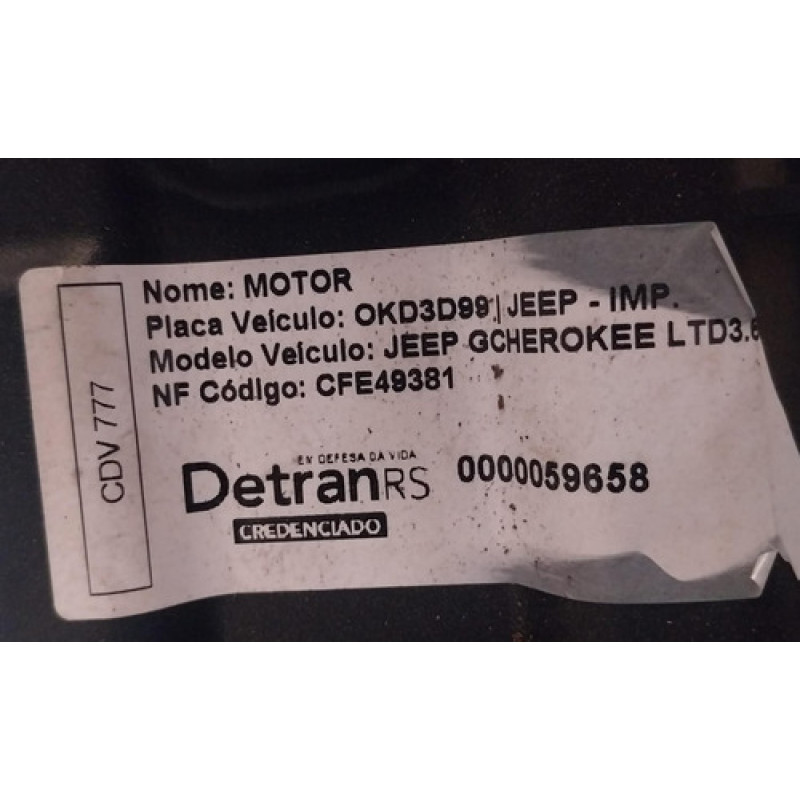 CDV 777
Nome: MOTOR
Placa Veículo: OKD3D99 | JEEP - IMP.
Modelo Veículo: JEEP GCHEROKEE LTD3.6
NF Código: CFE49381
EM DEFESA DA VIDA
DetranRS
CREDENCIADO
0000059658